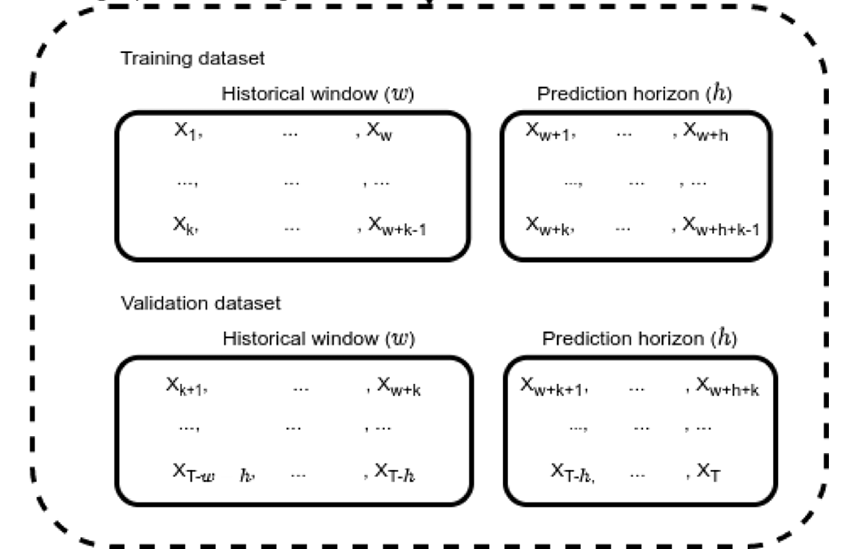 Training dataset
Historical window (w) Prediction horizon (h)
X1, ... , Xw Xw+1, ... , Xw+h
..., ... , ... ..., ... , ...
Xk, ... , Xw+k-1 Xw+k, ... , Xw+h+k-1
Validation dataset
Historical window (w) Prediction horizon (h)
Xk+1, ... , Xw+k Xw+k+1, ... , Xw+h+k
..., ... , ... ..., ... , ...
XT-w h, ... , XT-h XT-h, ... , XT